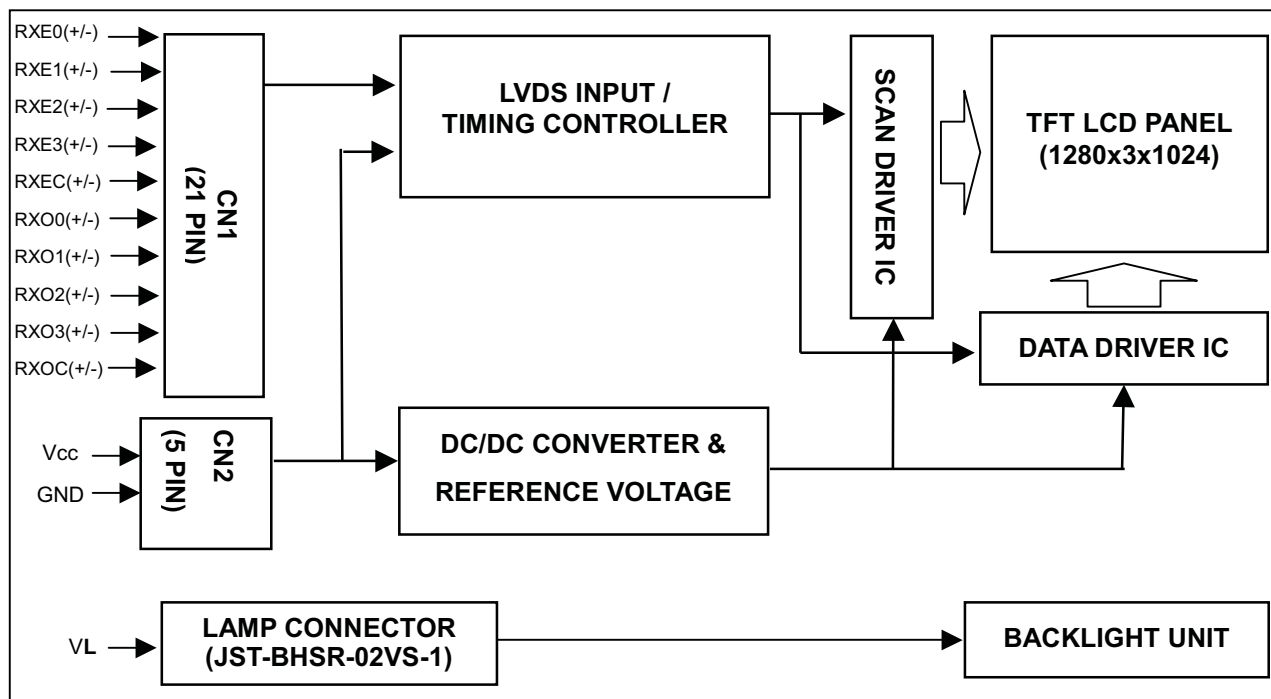 RXE0(+/-)
RXE1(+/-)
RXE2(+/-)
RXE3(+/-)
RXEC(+/-)
RXO0(+/-)
RXO1(+/-)
RXO2(+/-)
RXO3(+/-)
RXOC(+/-)
CN1
(21 PIN)
LVDS INPUT /
TIMING CONTROLLER
SCAN DRIVER IC
TFT LCD PANEL
(1280x3x1024)
DATA DRIVER IC
Vcc
GND
CN2
(5 PIN)
DC/DC CONVERTER &
REFERENCE VOLTAGE
VL
LAMP CONNECTOR
(JST-BHSR-02VS-1)
BACKLIGHT UNIT